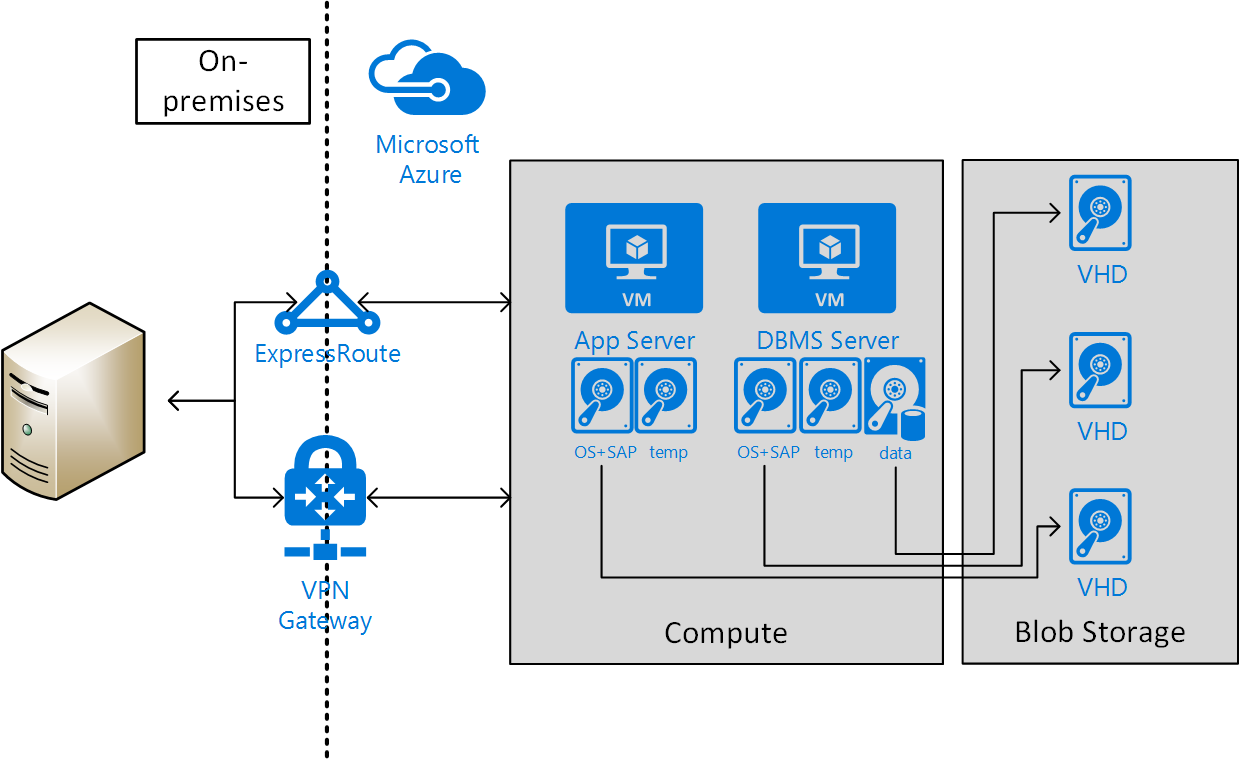 On-
premises
Microsoft
Azure
VM
VM
App Server
DBMS Server
VHD
ExpressRoute
OS+SAP
temp
OS+SAP
temp
data
VHD
VPN
Gateway
VHD
Compute
Blob Storage